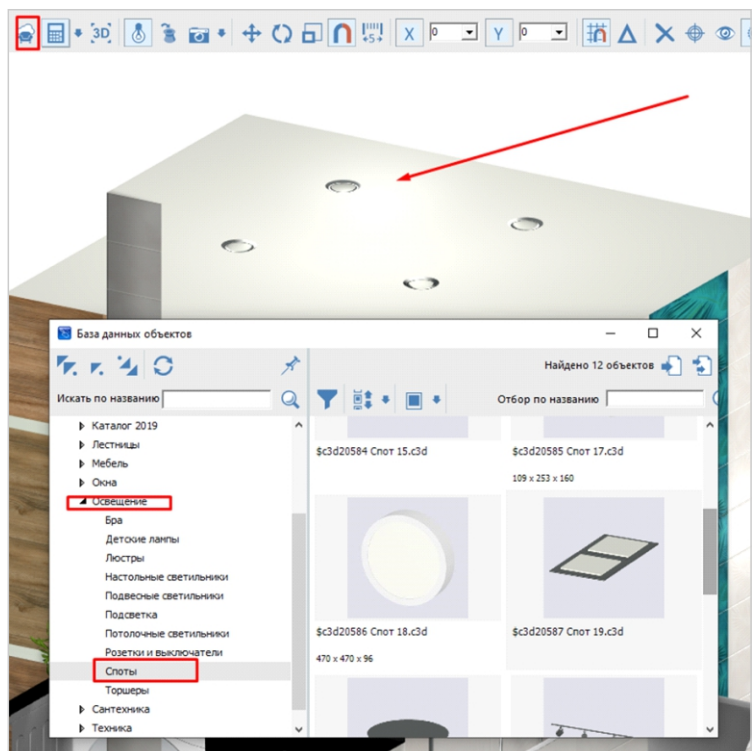 3D
5
X
0
Y
0
База данных объектов
Найдено 12 объектов
Искать по названию
Отбор по названию
Каталог 2019
Лестницы
Мебель
Окна
Освещение
Бра
Детские лампы
Люстры
Настольные светильники
Подвесные светильники
Подсветка
Потолочные светильники
Розетки и выключатели
Споты
Торшеры
Сантехника
Техника
$c3d20584 Спот 15.c3d
$c3d20585 Спот 17.c3d
109 x 253 x 160
$c3d20586 Спот 18.c3d
$c3d20587 Спот 19.c3d
470 x 470 x 96